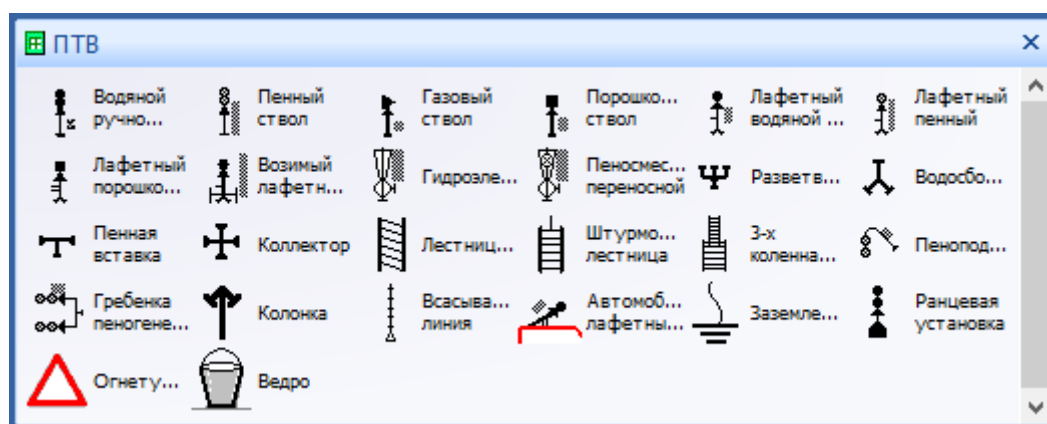 ПТВ
Водяной
ручно...
Пенный
ствол
Газовый
ствол
Порошко...
ствол
Лафетный
водяной ...
Лафетный
пенный
Лафетный
порошко...
Возимый
лафетн...
Гидроэле...
Пеносмес...
переносной
Разветв...
Водосбо...
Пенная
вставка
Коллектор
Лестниц...
Штурмо...
лестница
3-х
коленна...
Пенопод...
Гребенка
пеногене...
Колонка
Всасыва...
линия
Автомоб...
лафетны...
Заземле...
Ранцевая
установка
Огнету...
Ведро